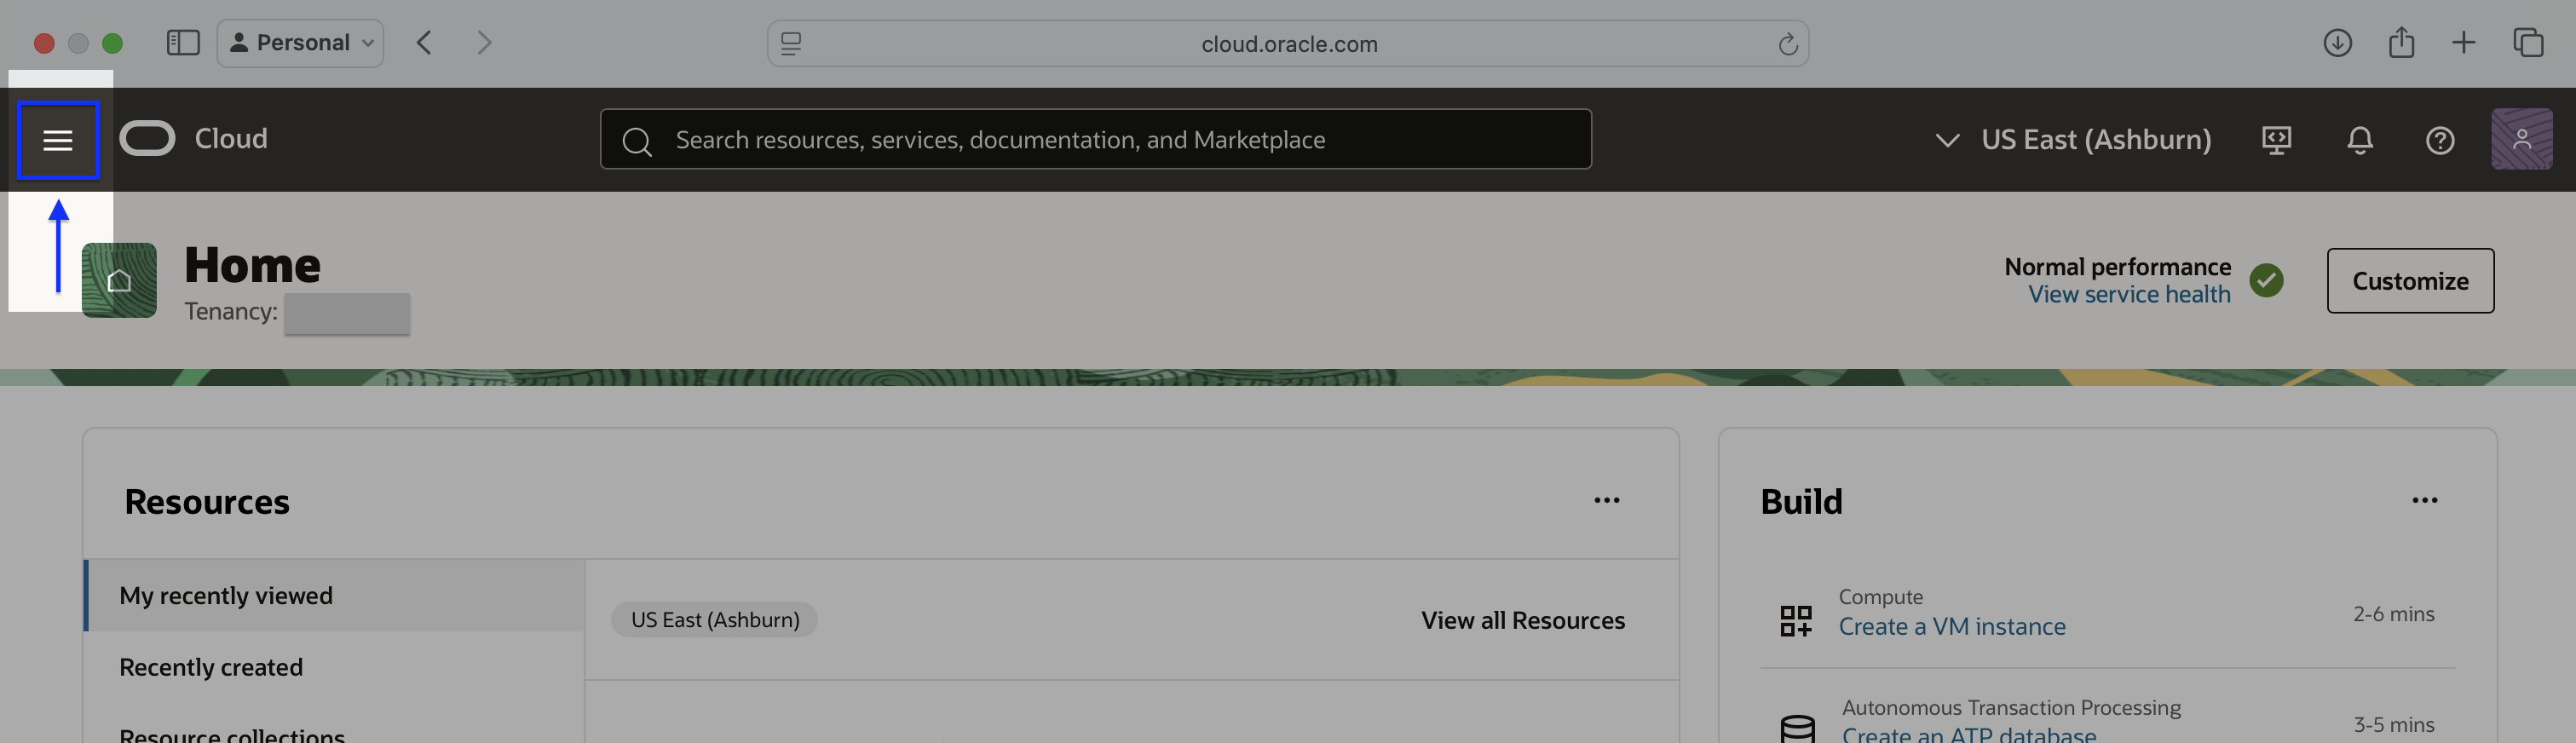 Personal
cloud.oracle.com
Cloud
Search resources, services, documentation, and Marketplace
US East (Ashburn)
Home
Tenancy:
Normal performance
View service health
Customize
Resources
My recently viewed
Recently created
Resource collections
US East (Ashburn)
View all Resources
Build
Compute
Create a VM instance
2-6 mins
Autonomous Transaction Processing
Create an ATP database
3-5 mins